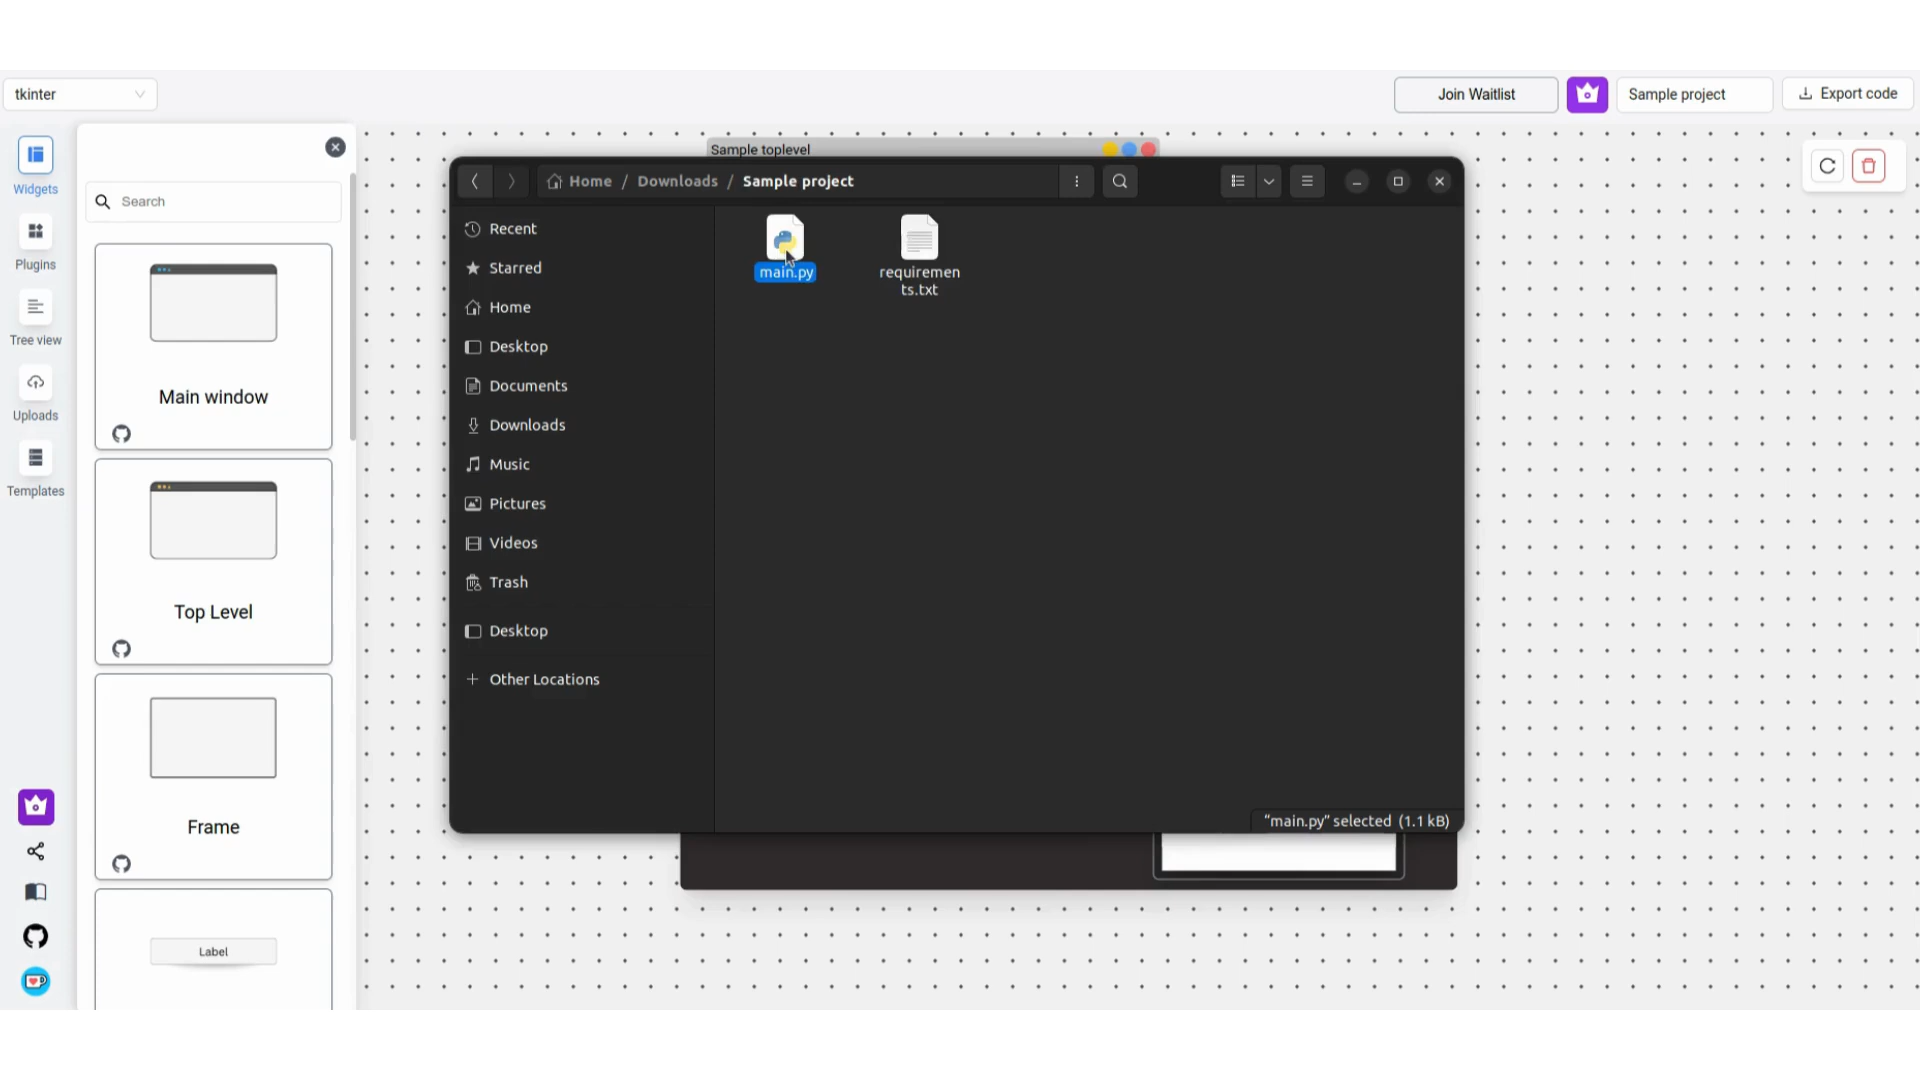 tkinter
Join Waitlist
Sample project
Export code
Widgets
Plugins
Tree view
Uploads
Templates
Search
Main window
Top Level
Frame
Label
Sample toplevel
Home / Downloads / Sample project
Recent
Starred
Home
Desktop
Documents
Downloads
Music
Pictures
Videos
Trash
Desktop
Other Locations
main.py
requiremen
ts.txt
“main.py” selected (1.1 kB)